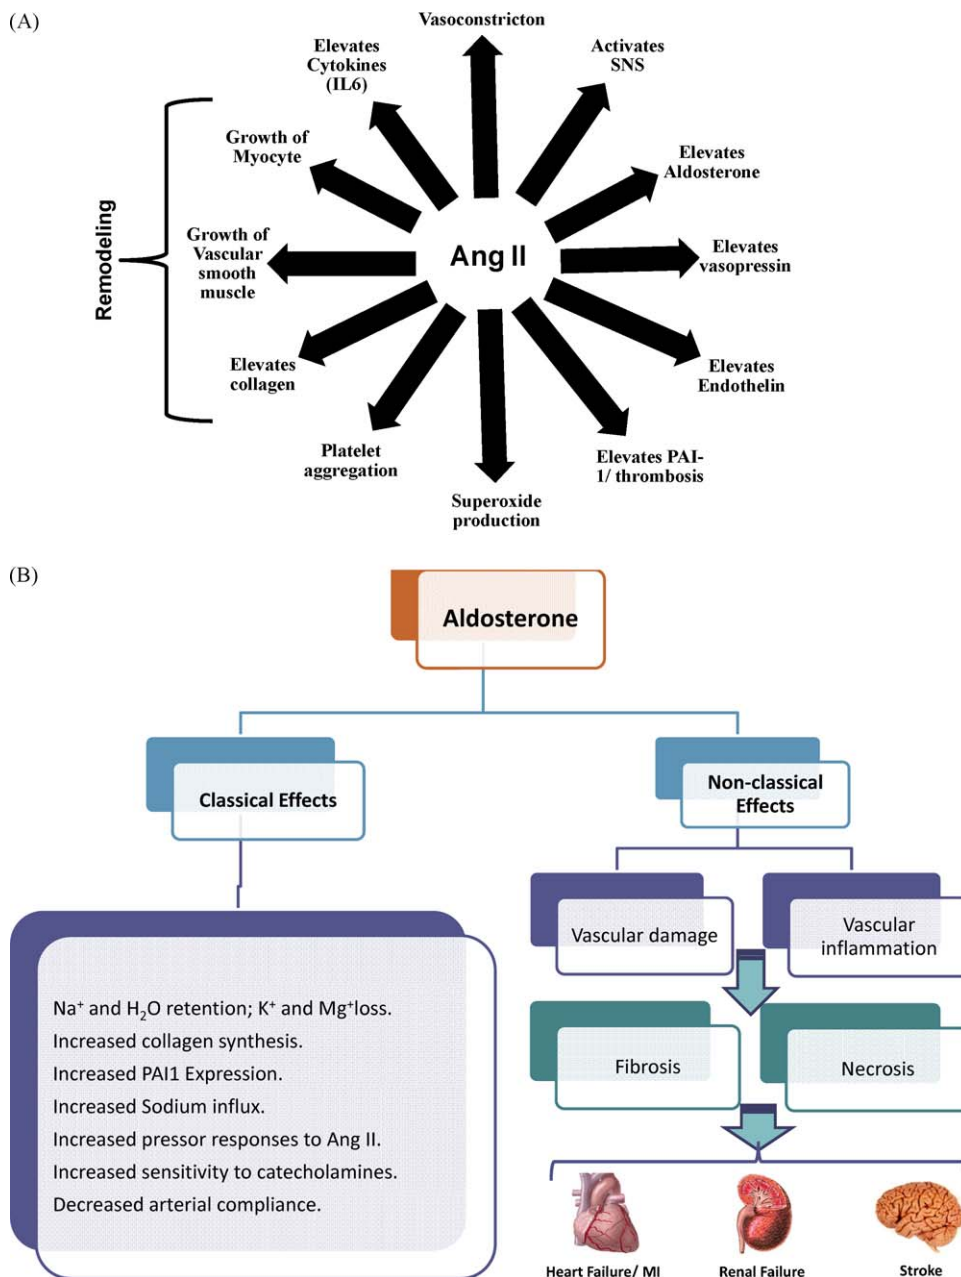 (A)
Vasoconstricton
Elevates
Cytokines
(IL6)
Activates
SNS
Growth of
Myocyte
Elevates
Aldosterone
Remodeling
Growth of
Vascular
smooth
muscle
Ang II
Elevates
vasopressin
Elevates
collagen
Elevates
Endothelin
Platelet
aggregation
Elevates PAI-
1/ thrombosis
Superoxide
production
(B)
Aldosterone
Classical Effects
Non-classical
Effects
Vascular damage
Vascular
inflammation
Na⁺ and H₂O retention; K⁺ and Mg⁺loss.
Increased collagen synthesis.
Increased PAI1 Expression.
Increased Sodium influx.
Increased pressor responses to Ang II.
Increased sensitivity to catecholamines.
Decreased arterial compliance.
Fibrosis
Necrosis
Heart Failure/ MI
Renal Failure
Stroke